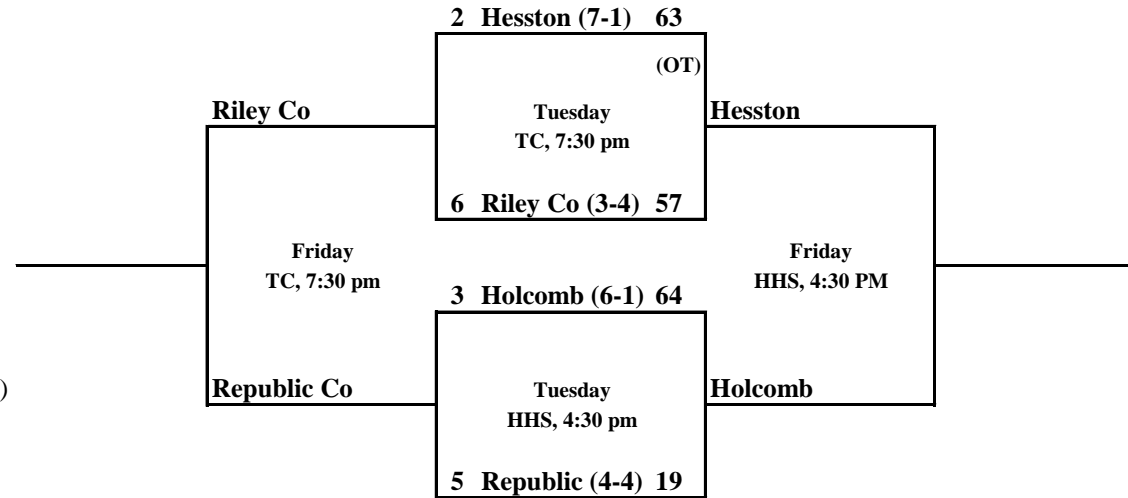 2 Hesston (7-1) 63
(OT)
Riley Co
Tuesday
TC, 7:30 pm
Hesston
6 Riley Co (3-4) 57
Friday
TC, 7:30 pm
Friday
HHS, 4:30 PM
3 Holcomb (6-1) 64
)
Republic Co
Tuesday
HHS, 4:30 pm
Holcomb
5 Republic (4-4) 19